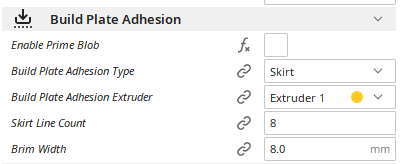 Build Plate Adhesion
Enable Prime Blob
Build Plate Adhesion Type Skirt
Build Plate Adhesion Extruder Extruder 1
Skirt Line Count 8
Brim Width 8.0 mm